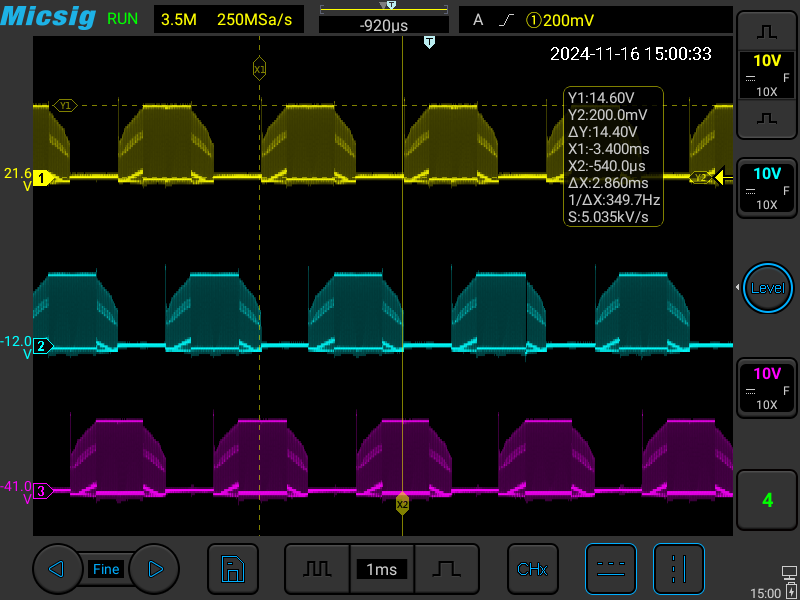 Micsig RUN 3.5M 250MSa/s -920µs A ①200mV
T
T
2024-11-16 15:00:33
X1
Y1
Y1:14.60V
Y2:200.0mV
ΔY:14.40V
X1:-3.400ms
X2:-540.0µs
ΔX:2.860ms
1/ΔX:349.7Hz
S:5.035kV/s
10V
F
10X
21.6
V
1
Y2
10V
F
10X
Level
-12.0
V
2
10V
F
10X
-41.0
V
3
X2
4
Fine
1ms
CHx
15:00